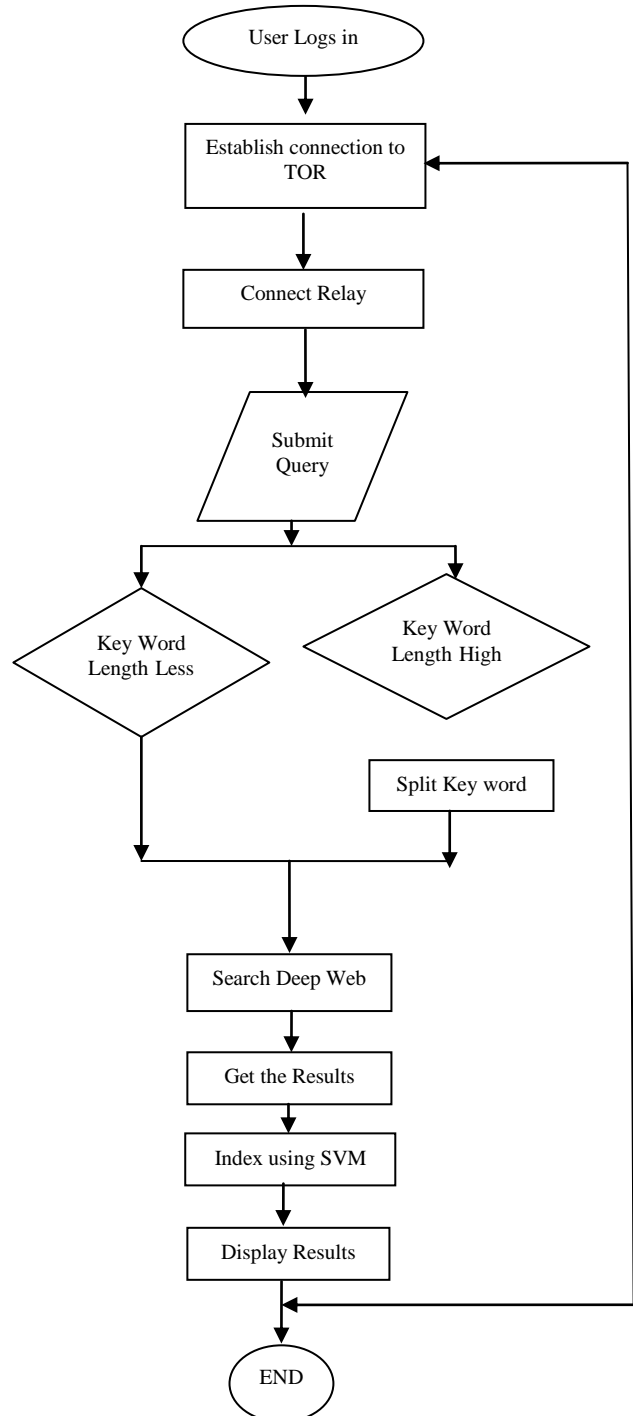 User Logs in
Establish connection to
TOR
Connect Relay
Submit
Query
Key Word
Length Less
Key Word
Length High
Split Key word
Search Deep Web
Get the Results
Index using SVM
Display Results
END